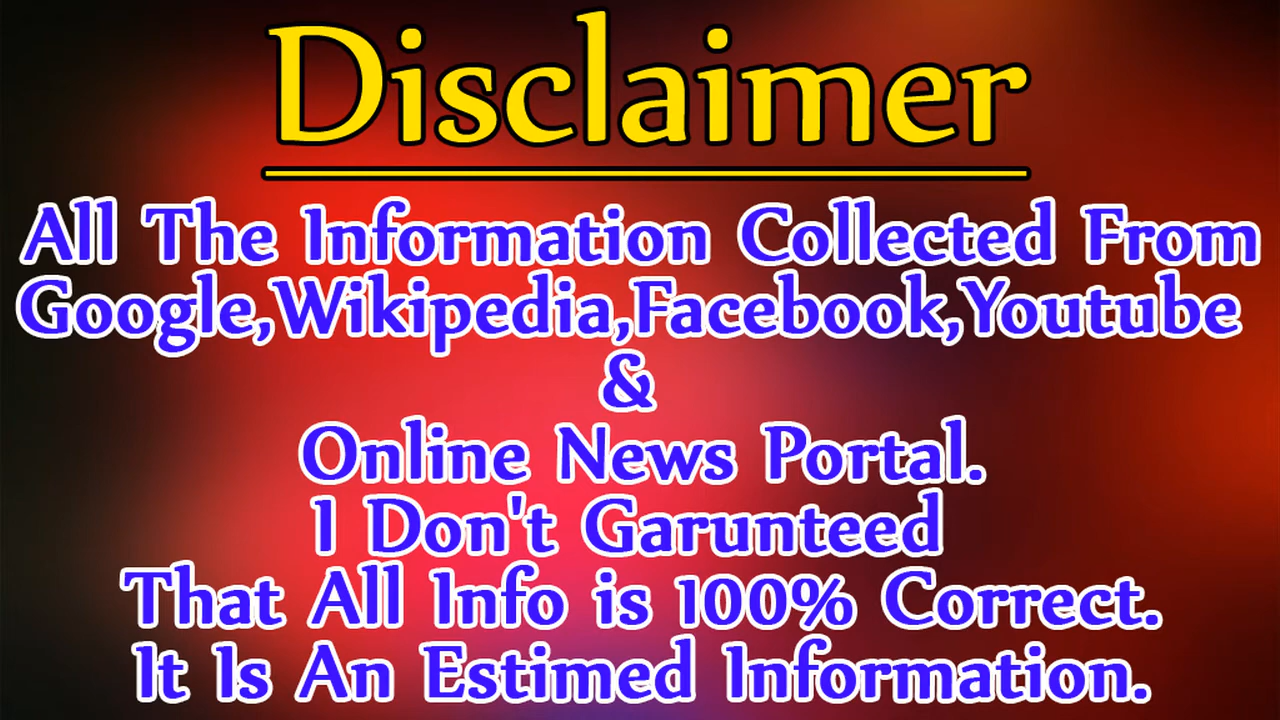 Disclaimer
All The Information Collected From
Google,Wikipedia,Facebook,Youtube
&
Online News Portal.
I Don't Garunteed
That All Info is 100% Correct.
It Is An Estimed Information.